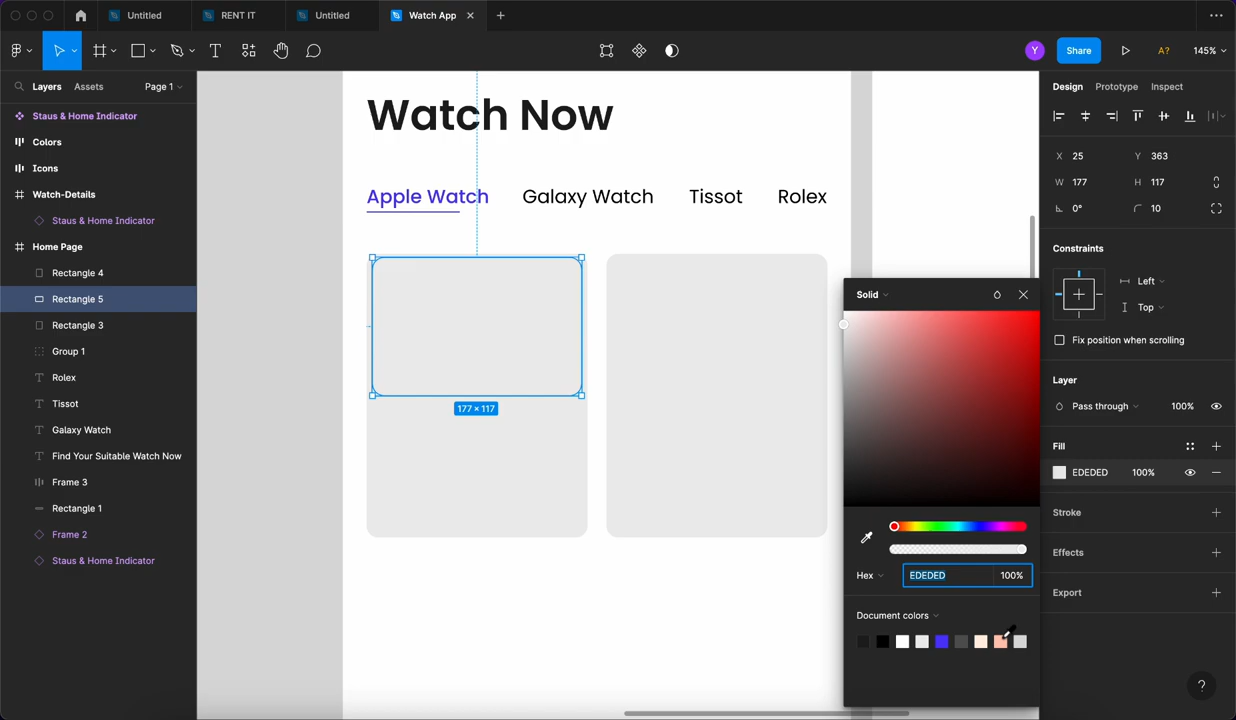 Untitled
RENT IT
Untitled
Watch App
Y
Share
A?
145%
Layers
Assets
Page 1
Staus & Home Indicator
Colors
Icons
Watch-Details
Staus & Home Indicator
Home Page
Rectangle 4
Rectangle 5
Rectangle 3
Group 1
Rolex
Tissot
Galaxy Watch
Find Your Suitable Watch Now
Frame 3
Rectangle 1
Frame 2
Staus & Home Indicator
Watch Now
Apple Watch
Galaxy Watch
Tissot
Rolex
177 × 117
Solid
Hex
EDEDED
100%
Document colors
Design
Prototype
Inspect
X 25
Y 363
W 177
H 117
0°
10
Constraints
Left
Top
Fix position when scrolling
Layer
Pass through
100%
Fill
EDEDED
100%
Stroke
Effects
Export
?